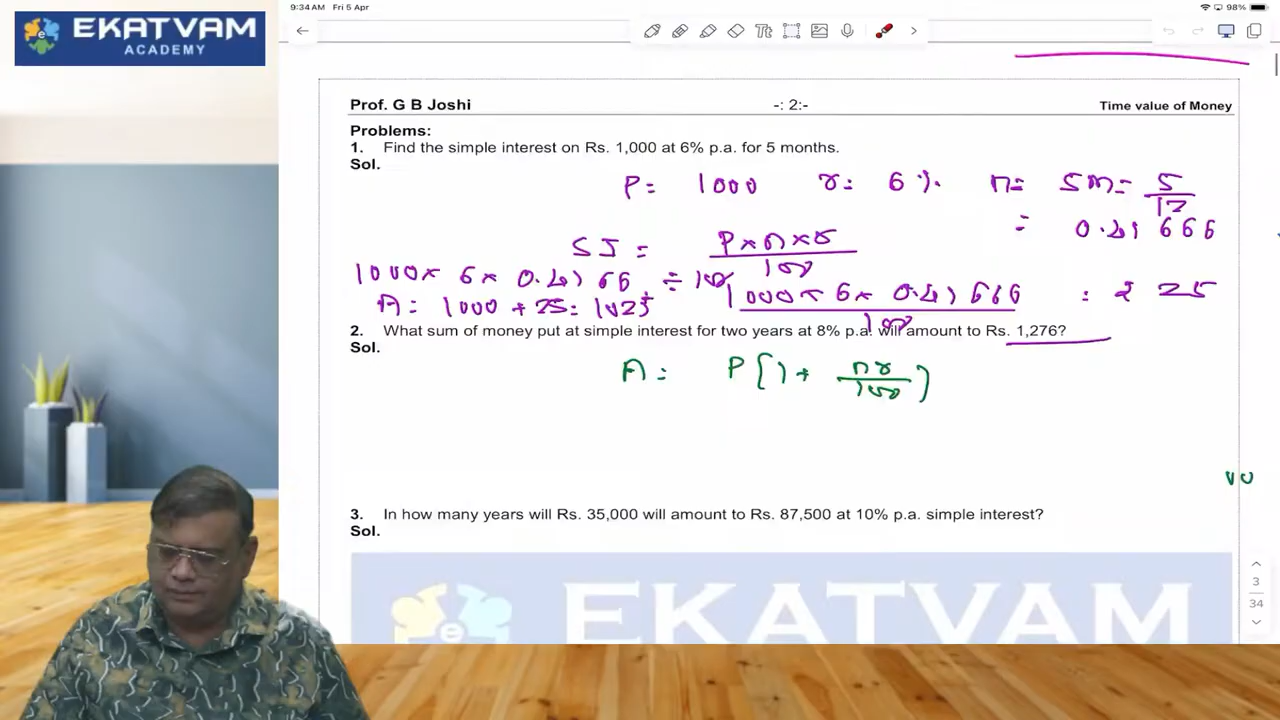 9:34 AM Fri 5 Apr
98%
EKATVAM
ACADEMY
Prof. G B Joshi -: 2:- Time value of Money
Problems:
1. Find the simple interest on Rs. 1,000 at 6% p.a. for 5 months.
Sol.
P = 1000 r = 6 % n = 5m = 5/12
= 0.41666
SI = P × n × r / 100
1000 × 6 × 0.4166 ÷ 100
1000 × 6 × 0.41666 / 100 = ₹ 25
A = 1000 + 25 = 1025
2. What sum of money put at simple interest for two years at 8% p.a. will amount to Rs. 1,276?
Sol.
A = P [1 + nr/100]
3. In how many years will Rs. 35,000 will amount to Rs. 87,500 at 10% p.a. simple interest?
Sol.
EKATVAM
3
34